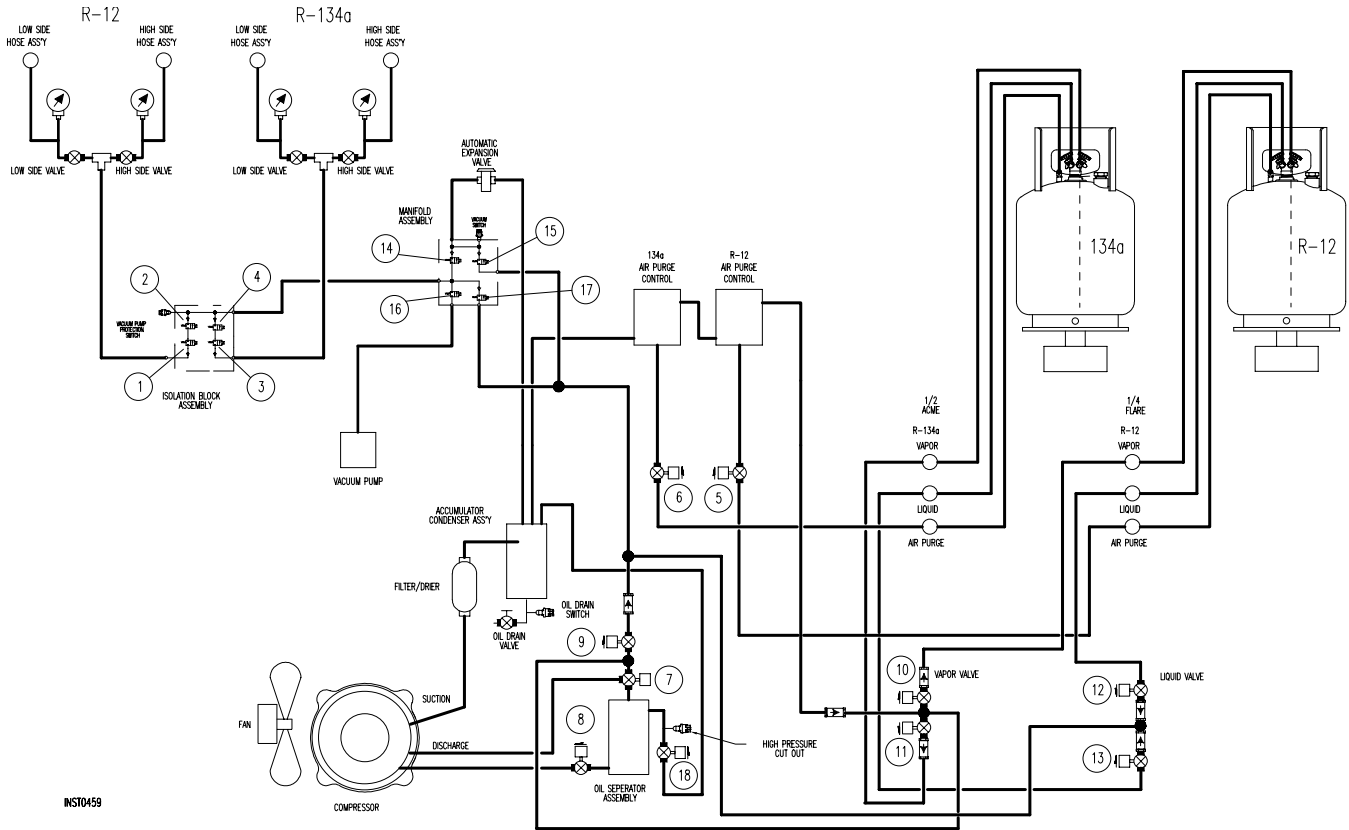 R-12
R-134a
LOW SIDE
HOSE ASS'Y
HIGH SIDE
HOSE ASS'Y
LOW SIDE
HOSE ASS'Y
HIGH SIDE
HOSE ASS'Y
LOW SIDE VALVE
HIGH SIDE VALVE
LOW SIDE VALVE
HIGH SIDE VALVE
AUTOMATIC
EXPANSION
VALVE
MANIFOLD
ASSEMBLY
VACUUM
SWITCH
14
15
16
17
134a
AIR PURGE
CONTROL
R-12
AIR PURGE
CONTROL
134a
R-12
2
4
VACUUM PUMP
PROTECTION
SWITCH
1
3
ISOLATION BLOCK
ASSEMBLY
VACUUM PUMP
1/2
ACME
R-134a
VAPOR
LIQUID
AIR PURGE
1/4
FLARE
R-12
VAPOR
LIQUID
AIR PURGE
6
5
ACCUMULATOR
CONDENSER ASS'Y
FILTER/DRIER
OIL DRAIN
SWITCH
OIL DRAIN
VALVE
9
7
10
VAPOR VALVE
11
12
LIQUID VALVE
13
SUCTION
FAN
DISCHARGE
8
18
HIGH PRESSURE
CUT OUT
OIL SEPERATOR
ASSEMBLY
COMPRESSOR
INST0459